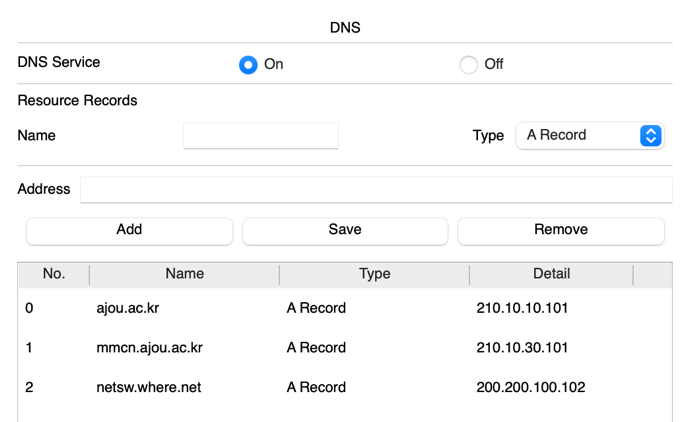 DNS
DNS Service On Off
Resource Records
Name Type A Record
Address
Add Save Remove
No. Name Type Detail
0 ajou.ac.kr A Record 210.10.10.101
1 mmcn.ajou.ac.kr A Record 210.10.30.101
2 netsw.where.net A Record 200.200.100.102